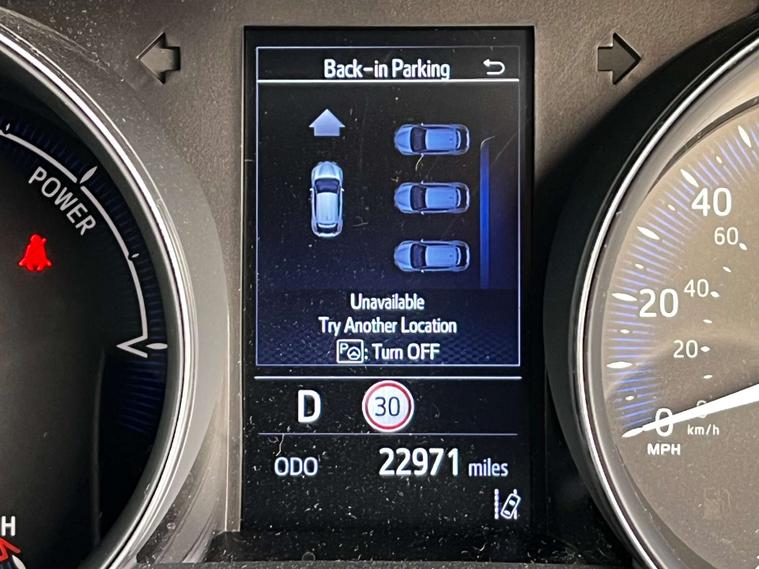 Back-in Parking
POWER
Unavailable
Try Another Location
P : Turn OFF
D
30
ODO 22971 miles
H
40
60
20
40
20
0
0
km/h
MPH